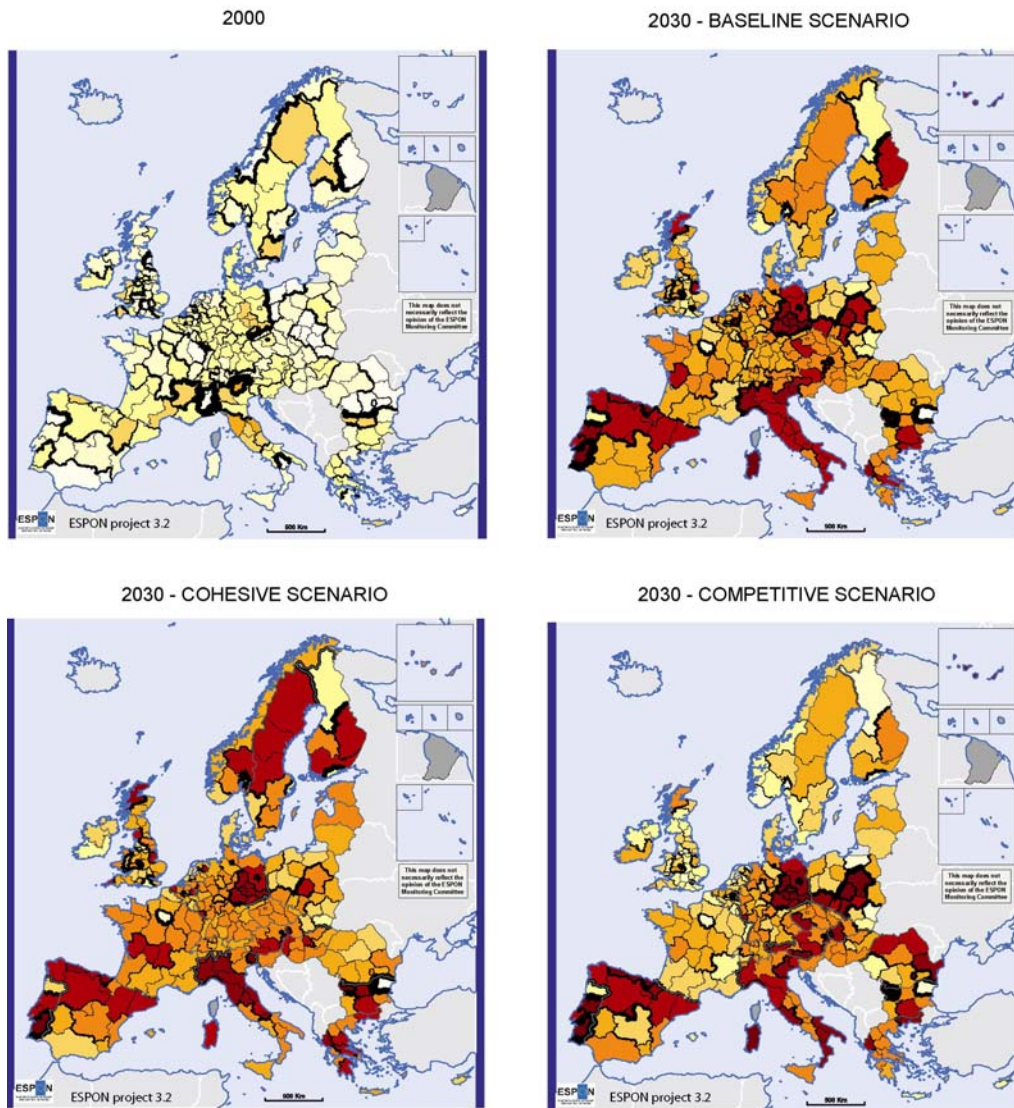 2000
2030 - BASELINE SCENARIO
This map does not
necessarily reflect the
opinion of the ESPON
Monitoring Committee
This map does not
necessarily reflect the
opinion of the ESPON
Monitoring Committee
ESPON
ESPON project 3.2
500 Km
ESPON
ESPON project 3.2
500 Km
2030 - COHESIVE SCENARIO
2030 - COMPETITIVE SCENARIO
This map does not
necessarily reflect the
opinion of the ESPON
Monitoring Committee
This map does not
necessarily reflect the
opinion of the ESPON
Monitoring Committee
ESPON
ESPON project 3.2
500 Km
ESPON
ESPON project 3.2
500 Km